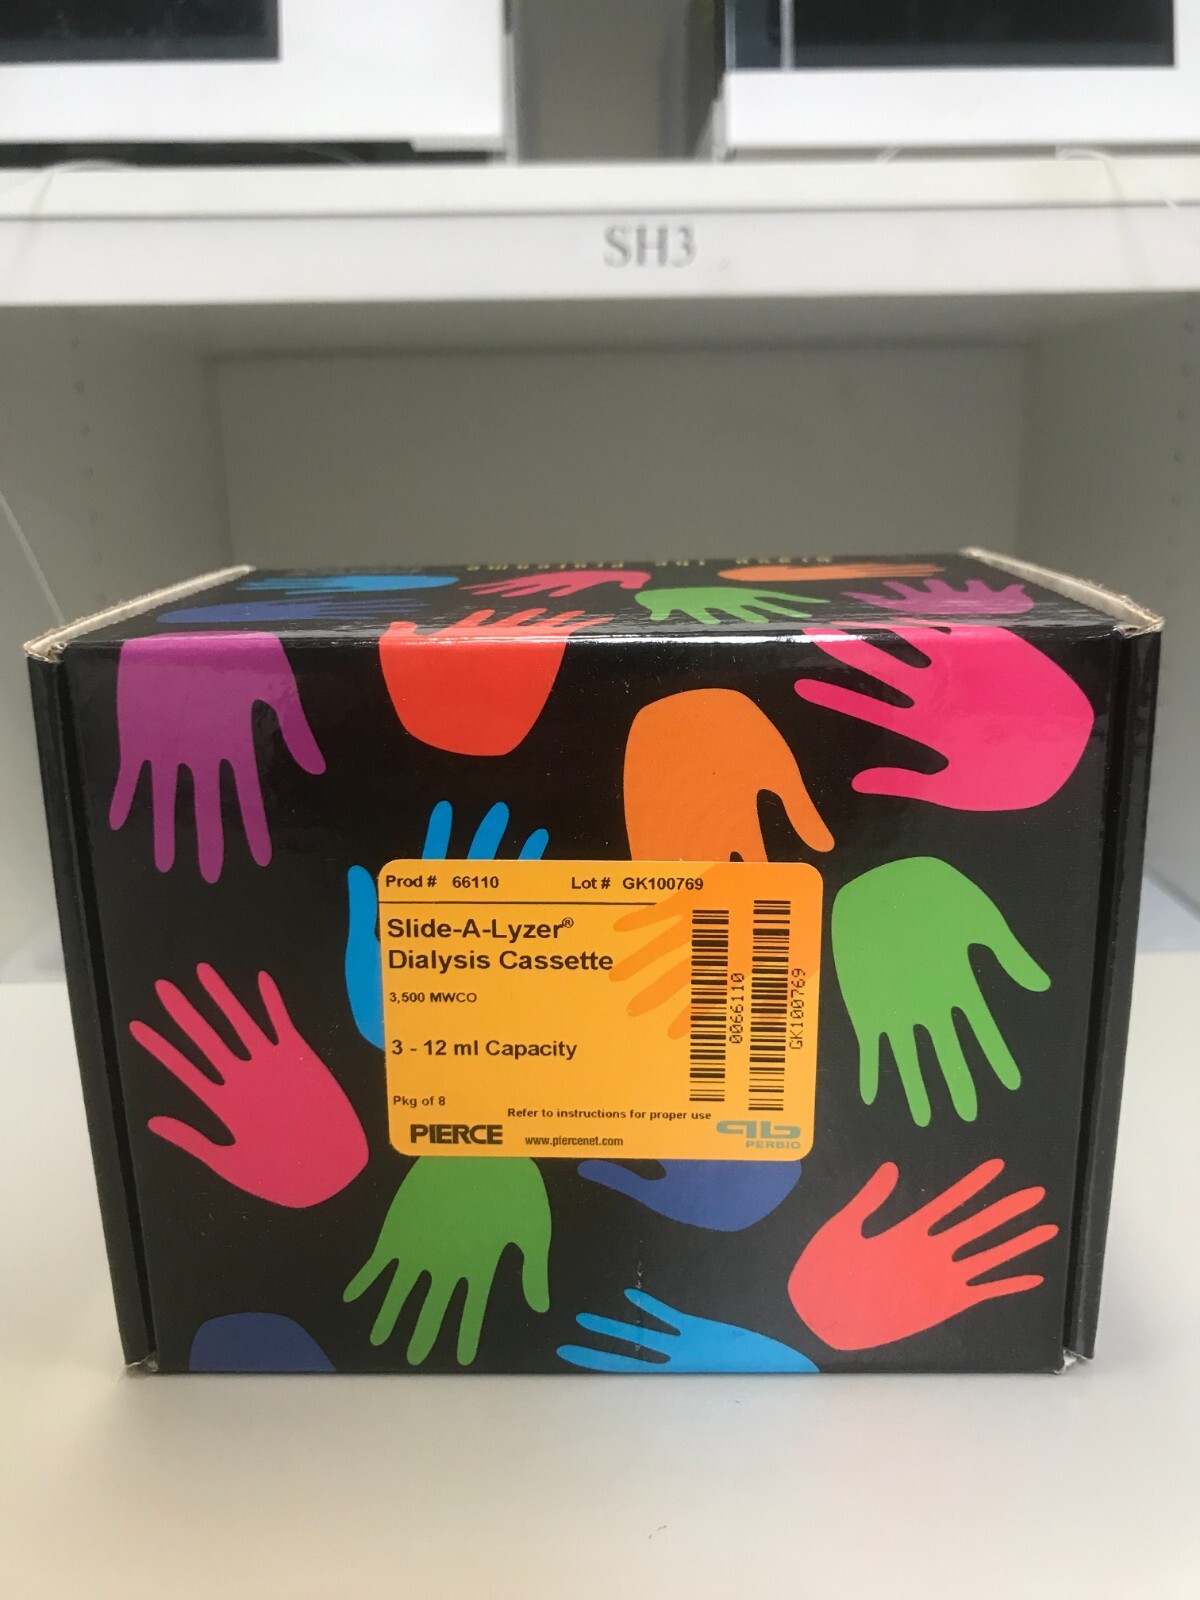 SH3
Prod # 66110 Lot # GK100769
Slide-A-Lyzer®
Dialysis Cassette
3,500 MWCO
3 - 12 ml Capacity
Pkg of 8
Refer to instructions for proper use
PIERCE www.piercenet.com
PERBIO
0066110
GK100769